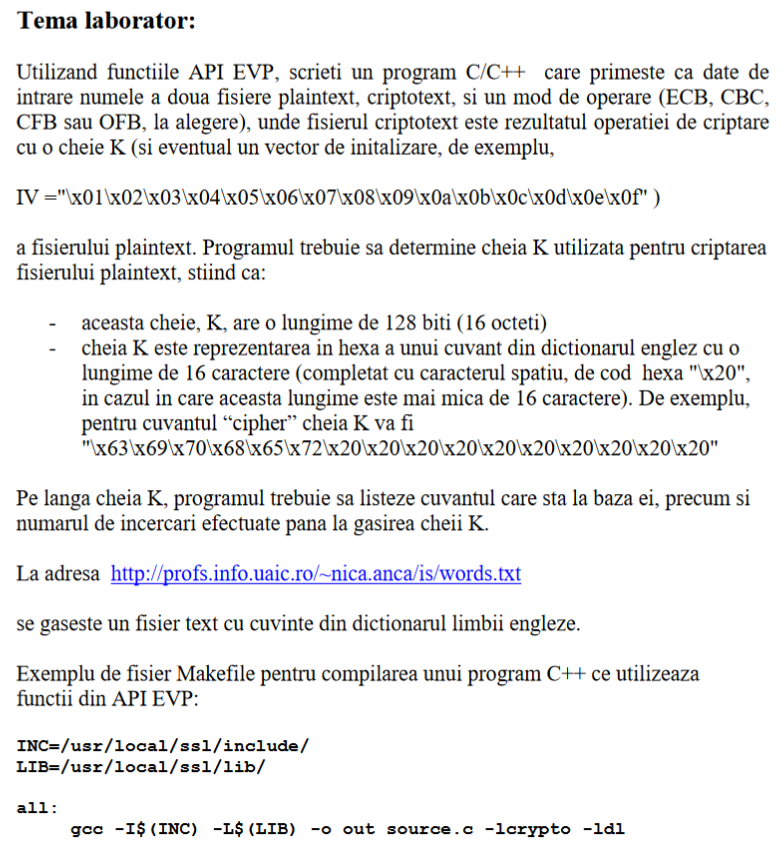 Tema laborator:
Utilizand functiile API EVP, scrieti un program C/C++ care primeste ca date de
intrare numele a doua fisiere plaintext, criptotext, si un mod de operare (ECB, CBC,
CFB sau OFB, la alegere), unde fisierul criptotext este rezultatul operatiei de criptare
cu o cheie K (si eventual un vector de initalizare, de exemplu,
IV ="\x01\x02\x03\x04\x05\x06\x07\x08\x09\x0a\x0b\x0c\x0d\x0e\x0f" )
a fisierului plaintext. Programul trebuie sa determine cheia K utilizata pentru criptarea
fisierului plaintext, stiind ca:
- aceasta cheie, K, are o lungime de 128 biti (16 octeti)
- cheia K este reprezentarea in hexa a unui cuvant din dictionarul englez cu o
lungime de 16 caractere (completat cu caracterul spatiu, de cod hexa "\x20",
in cazul in care aceasta lungime este mai mica de 16 caractere). De exemplu,
pentru cuvantul “cipher” cheia K va fi
"\x63\x69\x70\x68\x65\x72\x20\x20\x20\x20\x20\x20\x20\x20\x20\x20"
Pe langa cheia K, programul trebuie sa listeze cuvantul care sta la baza ei, precum si
numarul de incercari efectuate pana la gasirea cheii K.
La adresa http://profs.info.uaic.ro/~nica.anca/is/words.txt
se gaseste un fisier text cu cuvinte din dictionarul limbii engleze.
Exemplu de fisier Makefile pentru compilarea unui program C++ ce utilizeaza
functii din API EVP:
INC=/usr/local/ssl/include/
LIB=/usr/local/ssl/lib/
all:
gcc -I$(INC) -L$(LIB) -o out source.c -lcrypto -ldl